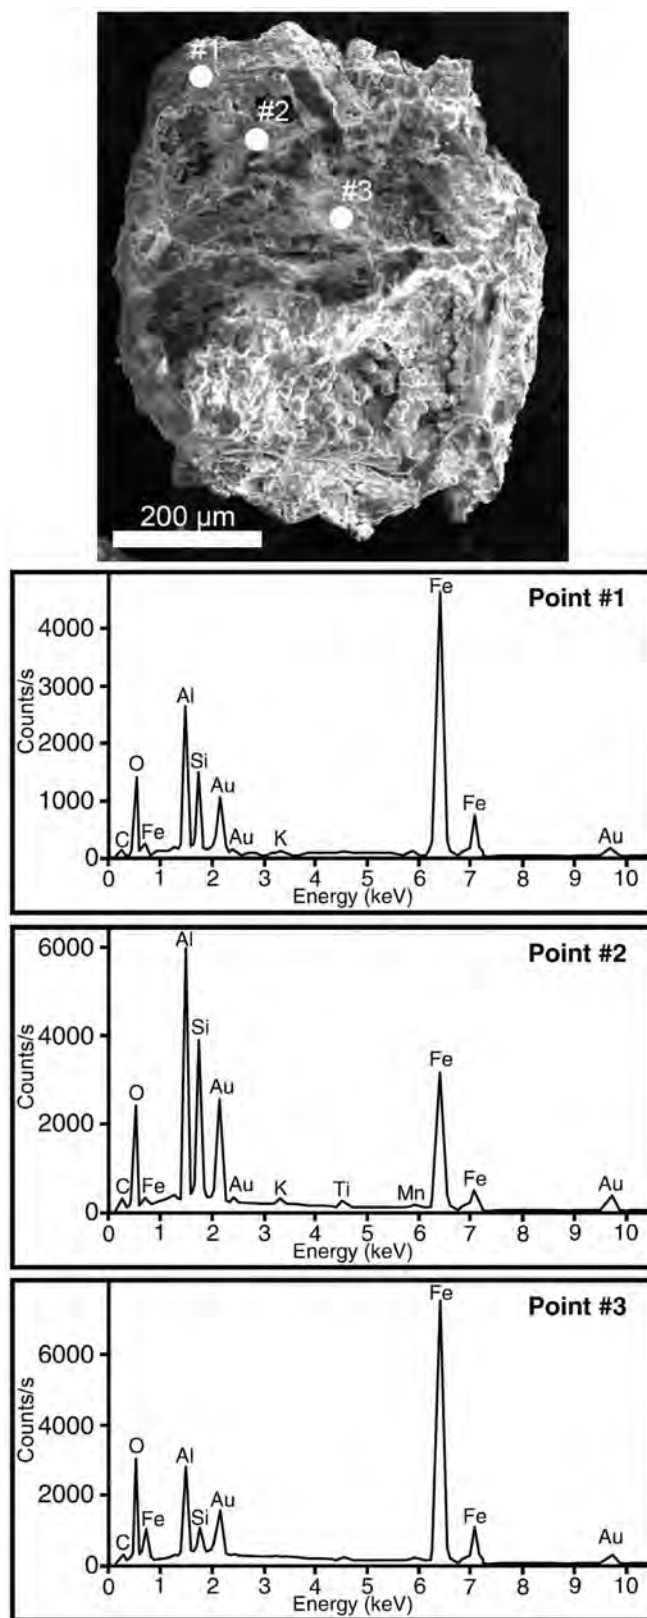 #1
#2
#3
200 µm
Point #1
Counts/s
4000
3000
2000
1000
0
C
O
Fe
Al
Si
Au
Au
K
Fe
Fe
Au
0 1 2 3 4 5 6 7 8 9 10
Energy (keV)
Point #2
Counts/s
6000
4000
2000
0
C
O
Fe
Al
Si
Au
Au
K
Ti
Mn
Fe
Fe
Au
0 1 2 3 4 5 6 7 8 9 10
Energy (keV)
Point #3
Counts/s
6000
4000
2000
0
C
O
Fe
Al
Si
Au
Fe
Fe
Au
0 1 2 3 4 5 6 7 8 9 10
Energy (keV)